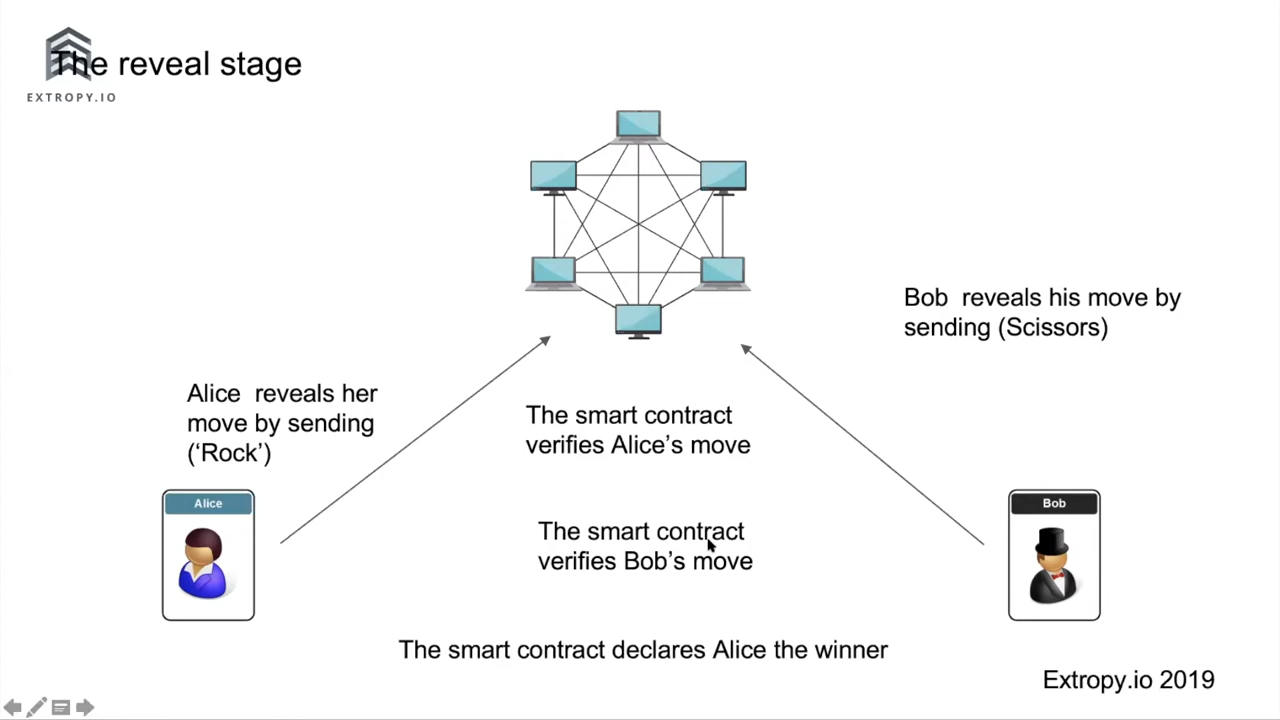 The reveal stage
EXTROPY.IO
Bob  reveals his move by
sending (Scissors)
Alice  reveals her
move by sending
(‘Rock’)
The smart contract
verifies Alice’s move
Alice
Bob
The smart contract
verifies Bob’s move
The smart contract declares Alice the winner
Extropy.io 2019